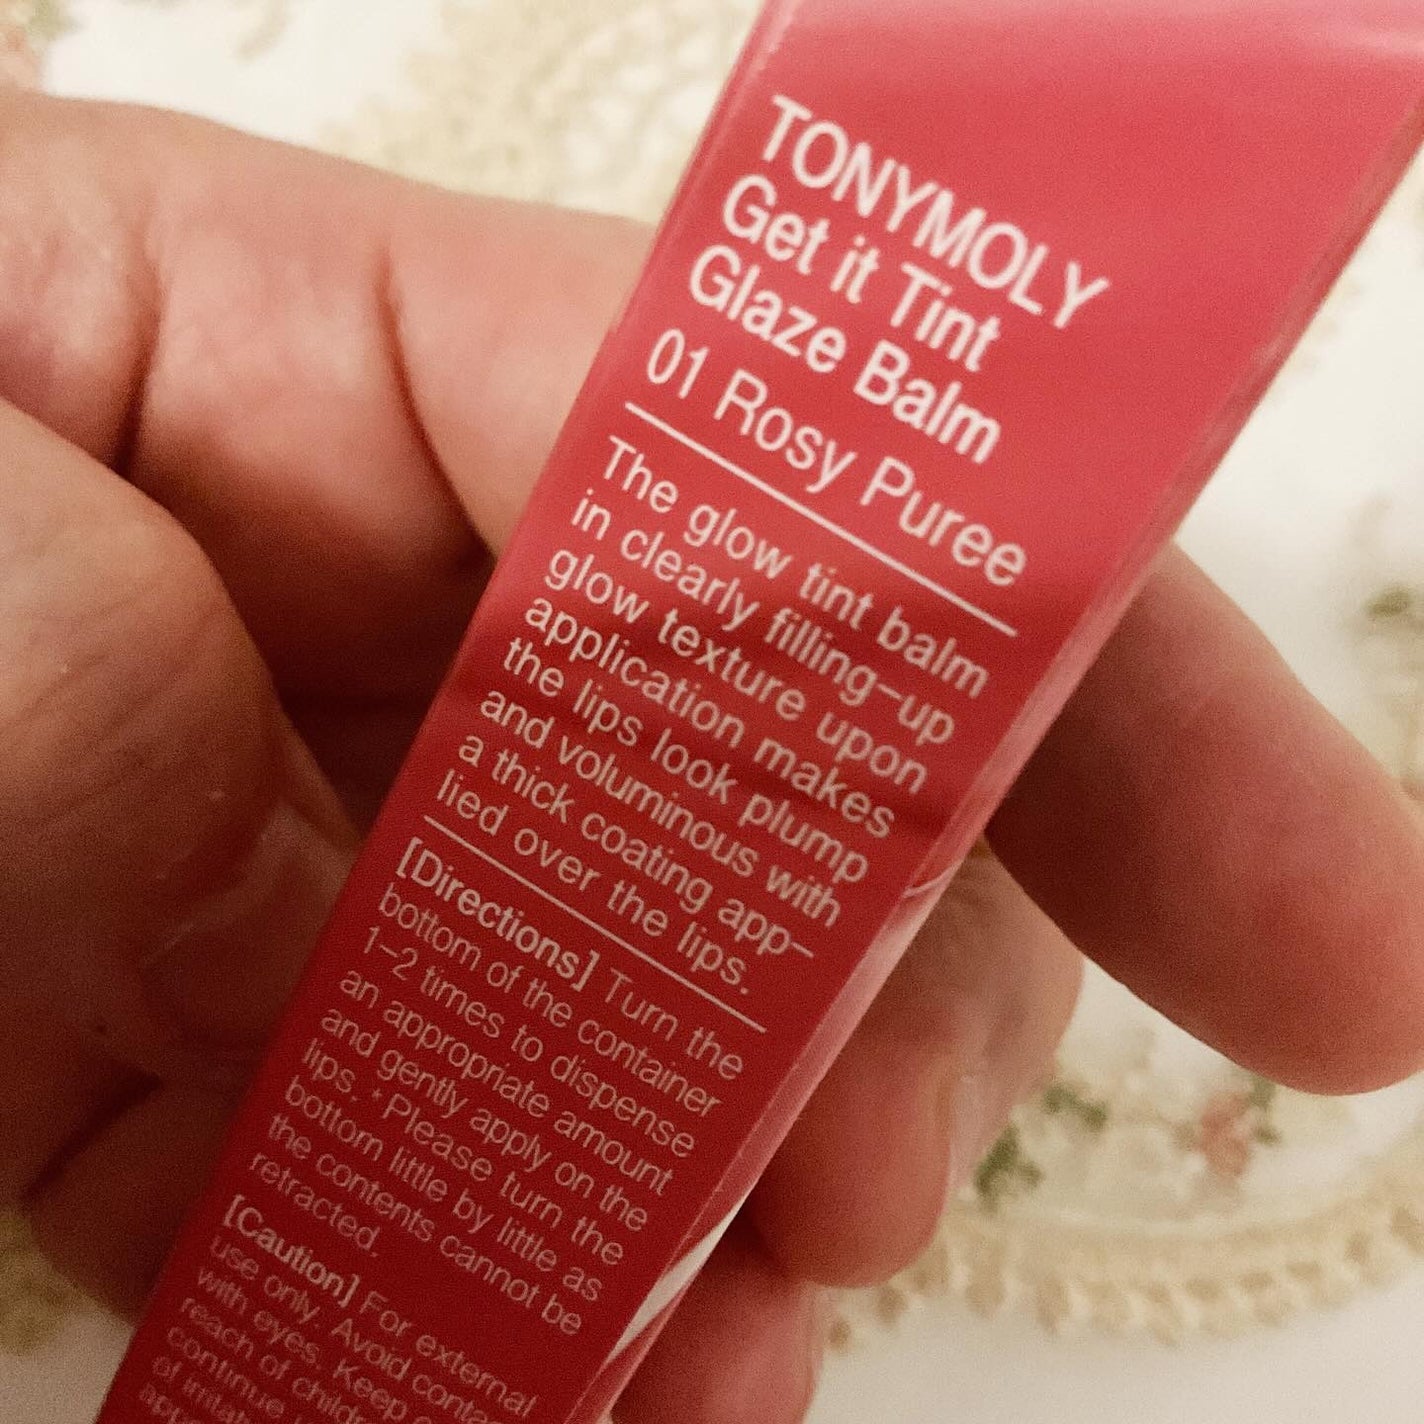 TONYMOLY
Get it Tint
Glaze Balm
01 Rosy Puree
The glow tint balm
in clearly filling-up
glow texture upon
application makes
the lips look plump
and voluminous with
a thick coating app-
lied over the lips.
[Directions] Turn the
bottom of the container
1-2 times to dispense
an appropriate amount
and gently apply on the
lips. *Please turn the
bottom little by little as
the contents cannot be
retracted.
[Caution] For external
use only. Avoid contac
with eyes. Keep
reach of childr
continue
of irritat